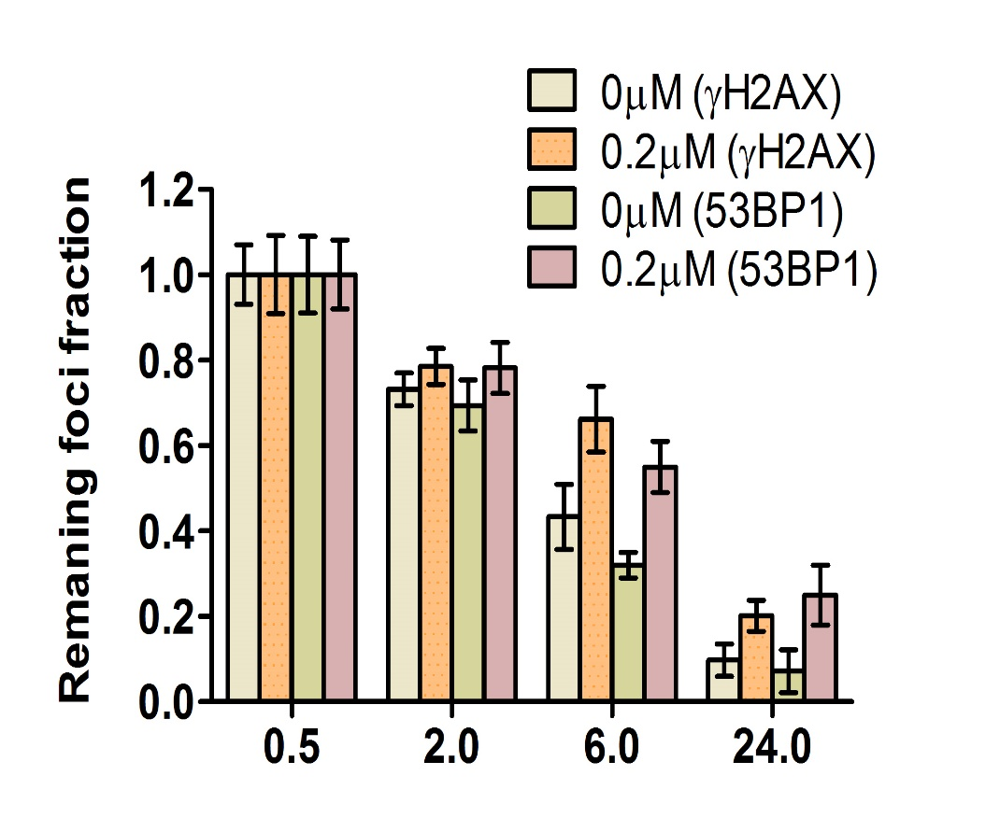 0μM (γH2AX)
0.2μM (γH2AX)
0μM (53BP1)
0.2μM (53BP1)
Remaning foci fraction
1.2
1.0
0.8
0.6
0.4
0.2
0.0
0.5 2.0 6.0 24.0